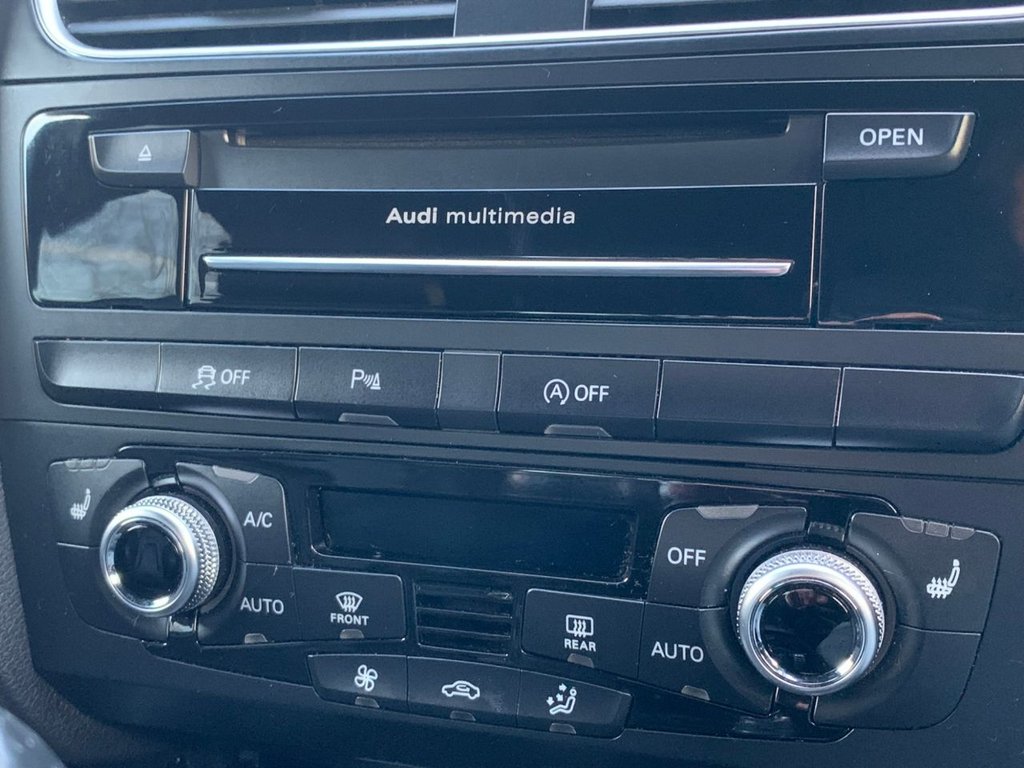 OPEN
Audi multimedia
OFF
P
A OFF
A/C
OFF
AUTO
FRONT
REAR
AUTO